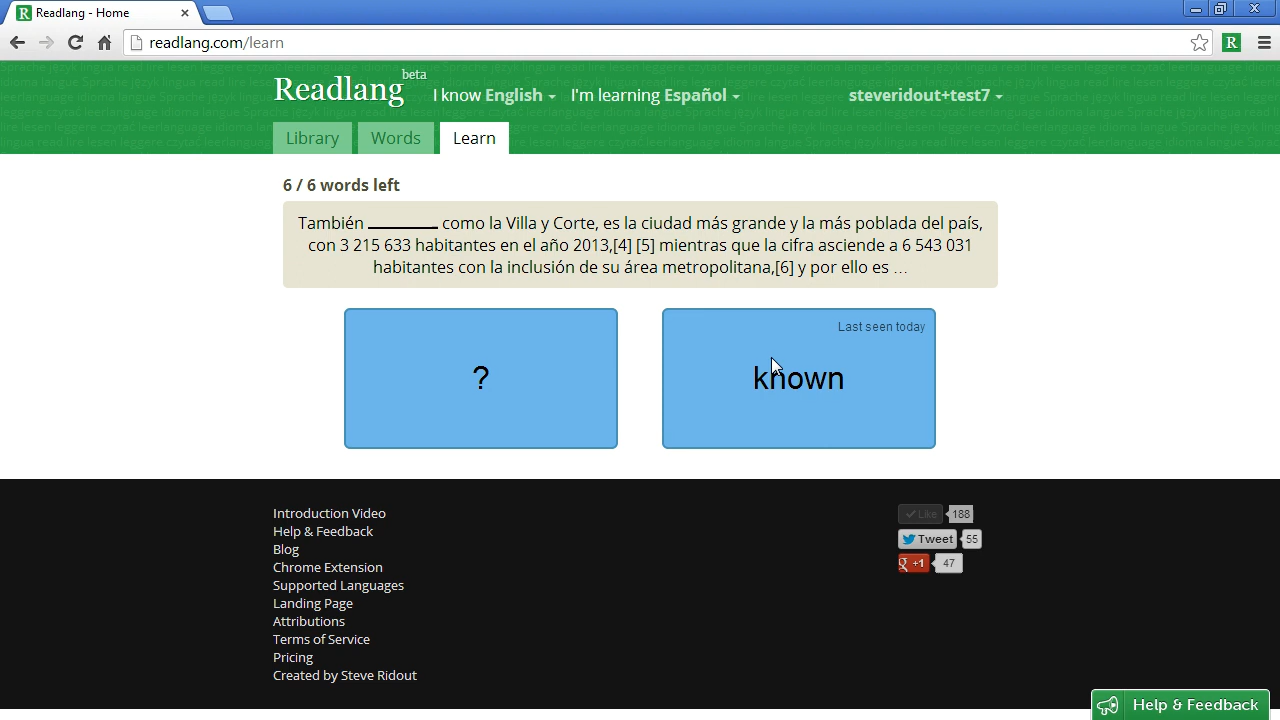 Readlang - Home
readlang.com/learn
Readlang beta
I know English
I'm learning Español
steveridout+test7
Library
Words
Learn
6 / 6 words left
También ________ como la Villa y Corte, es la ciudad más grande y la más poblada del país,
con 3 215 633 habitantes en el año 2013,[4] [5] mientras que la cifra asciende a 6 543 031
habitantes con la inclusión de su área metropolitana,[6] y por ello es …
?
Last seen today
known
Introduction Video
Help & Feedback
Blog
Chrome Extension
Supported Languages
Landing Page
Attributions
Terms of Service
Pricing
Created by Steve Ridout
Like 188
Tweet 55
g +1 47
Help & Feedback